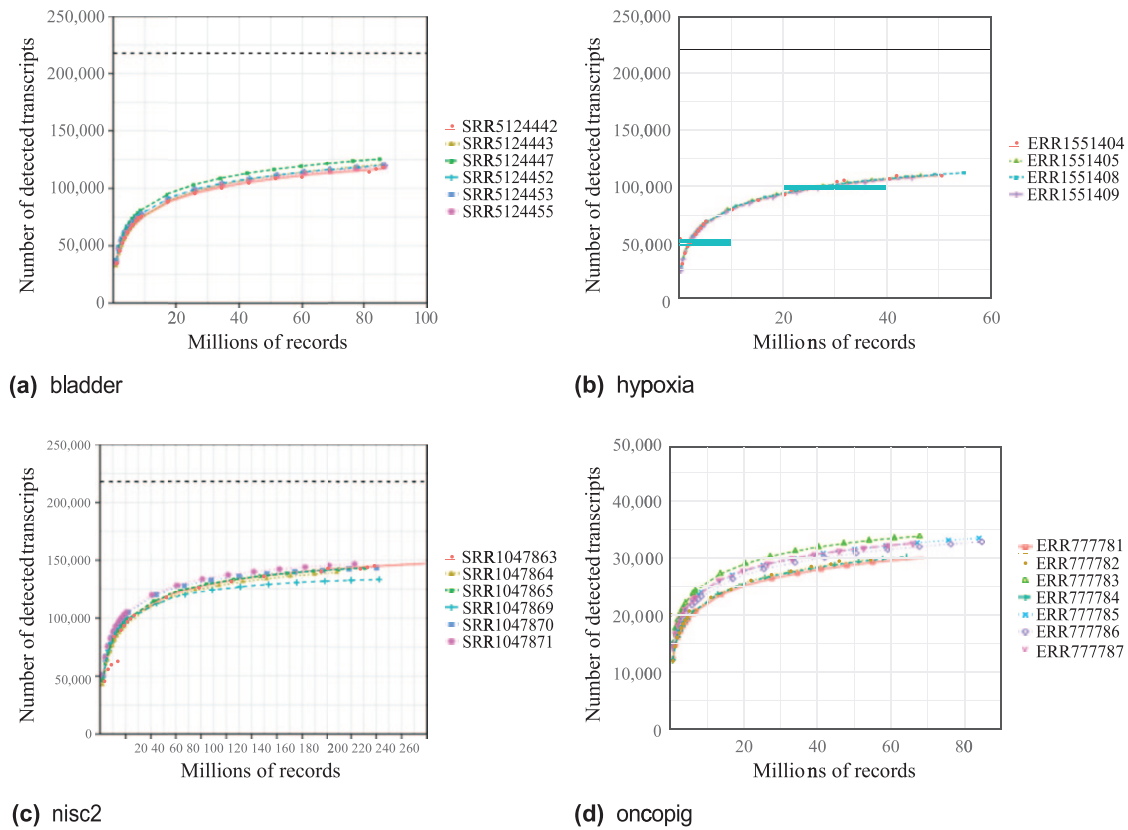 250,000
200,000
150,000
100,000
50,000
0
Number of detected transcripts
20 40 60 80 100
Millions of records
SRR5124442
SRR5124443
SRR5124447
SRR5124452
SRR5124453
SRR5124455
(a) bladder
250,000
200,000
150,000
100,000
50,000
0
Number of detected transcripts
0 20 40 60
Millions of records
ERR1551404
ERR1551405
ERR1551408
ERR1551409
(b) hypoxia
250,000
200,000
150,000
100,000
50,000
0
Number of detected transcripts
20 40 60 80 100 120 140 160 180 200 220 240 260
Millions of records
SRR1047863
SRR1047864
SRR1047865
SRR1047869
SRR1047870
SRR1047871
(c) nisc2
50,000
40,000
30,000
20,000
10,000
0
Number of detected transcripts
20 40 60 80
Millions of records
ERR777781
ERR777782
ERR777783
ERR777784
ERR777785
ERR777786
ERR777787
(d) oncopig